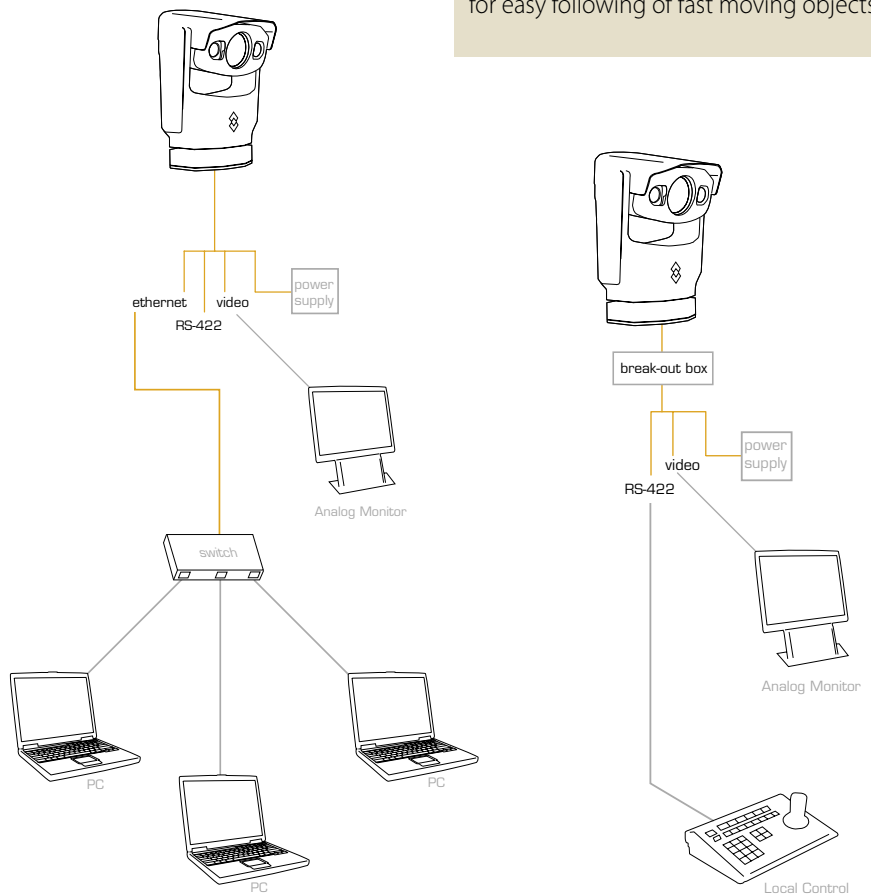 for easy following of fast moving objects
power
supply
ethernet
video
RS-422
Analog Monitor
switch
PC
PC
PC
break-out box
power
supply
video
RS-422
Analog Monitor
Local Control